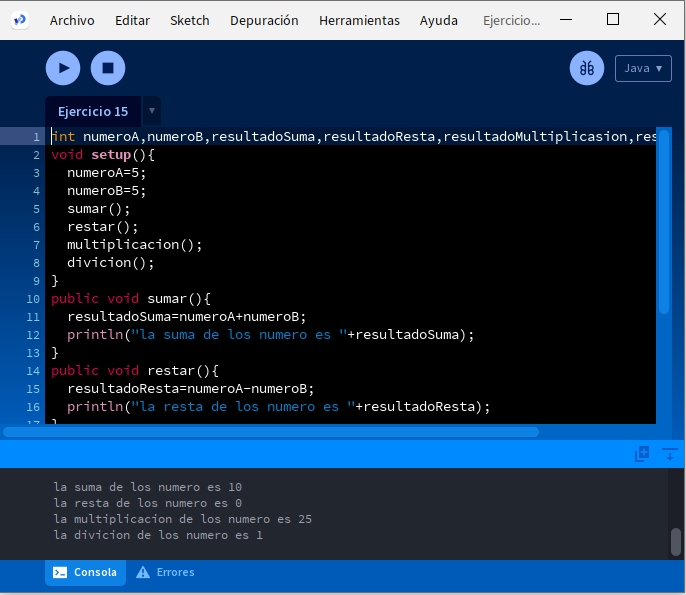 Archivo Editar Sketch Depuración Herramientas Ayuda Ejercicio...
Java ▾
Ejercicio 15 ▾
1 int numeroA,numeroB,resultadoSuma,resultadoResta,resultadoMultiplicasion,res
2 void setup(){
3 numeroA=5;
4 numeroB=5;
5 sumar();
6 restar();
7 multiplicacion();
8 divicion();
9 }
10 public void sumar(){
11 resultadoSuma=numeroA+numeroB;
12 println("la suma de los numero es "+resultadoSuma);
13 }
14 public void restar(){
15 resultadoResta=numeroA-numeroB;
16 println("la resta de los numero es "+resultadoResta);
17 }
la suma de los numero es 10
la resta de los numero es 0
la multiplicacion de los numero es 25
la divicion de los numero es 1
Consola Errores